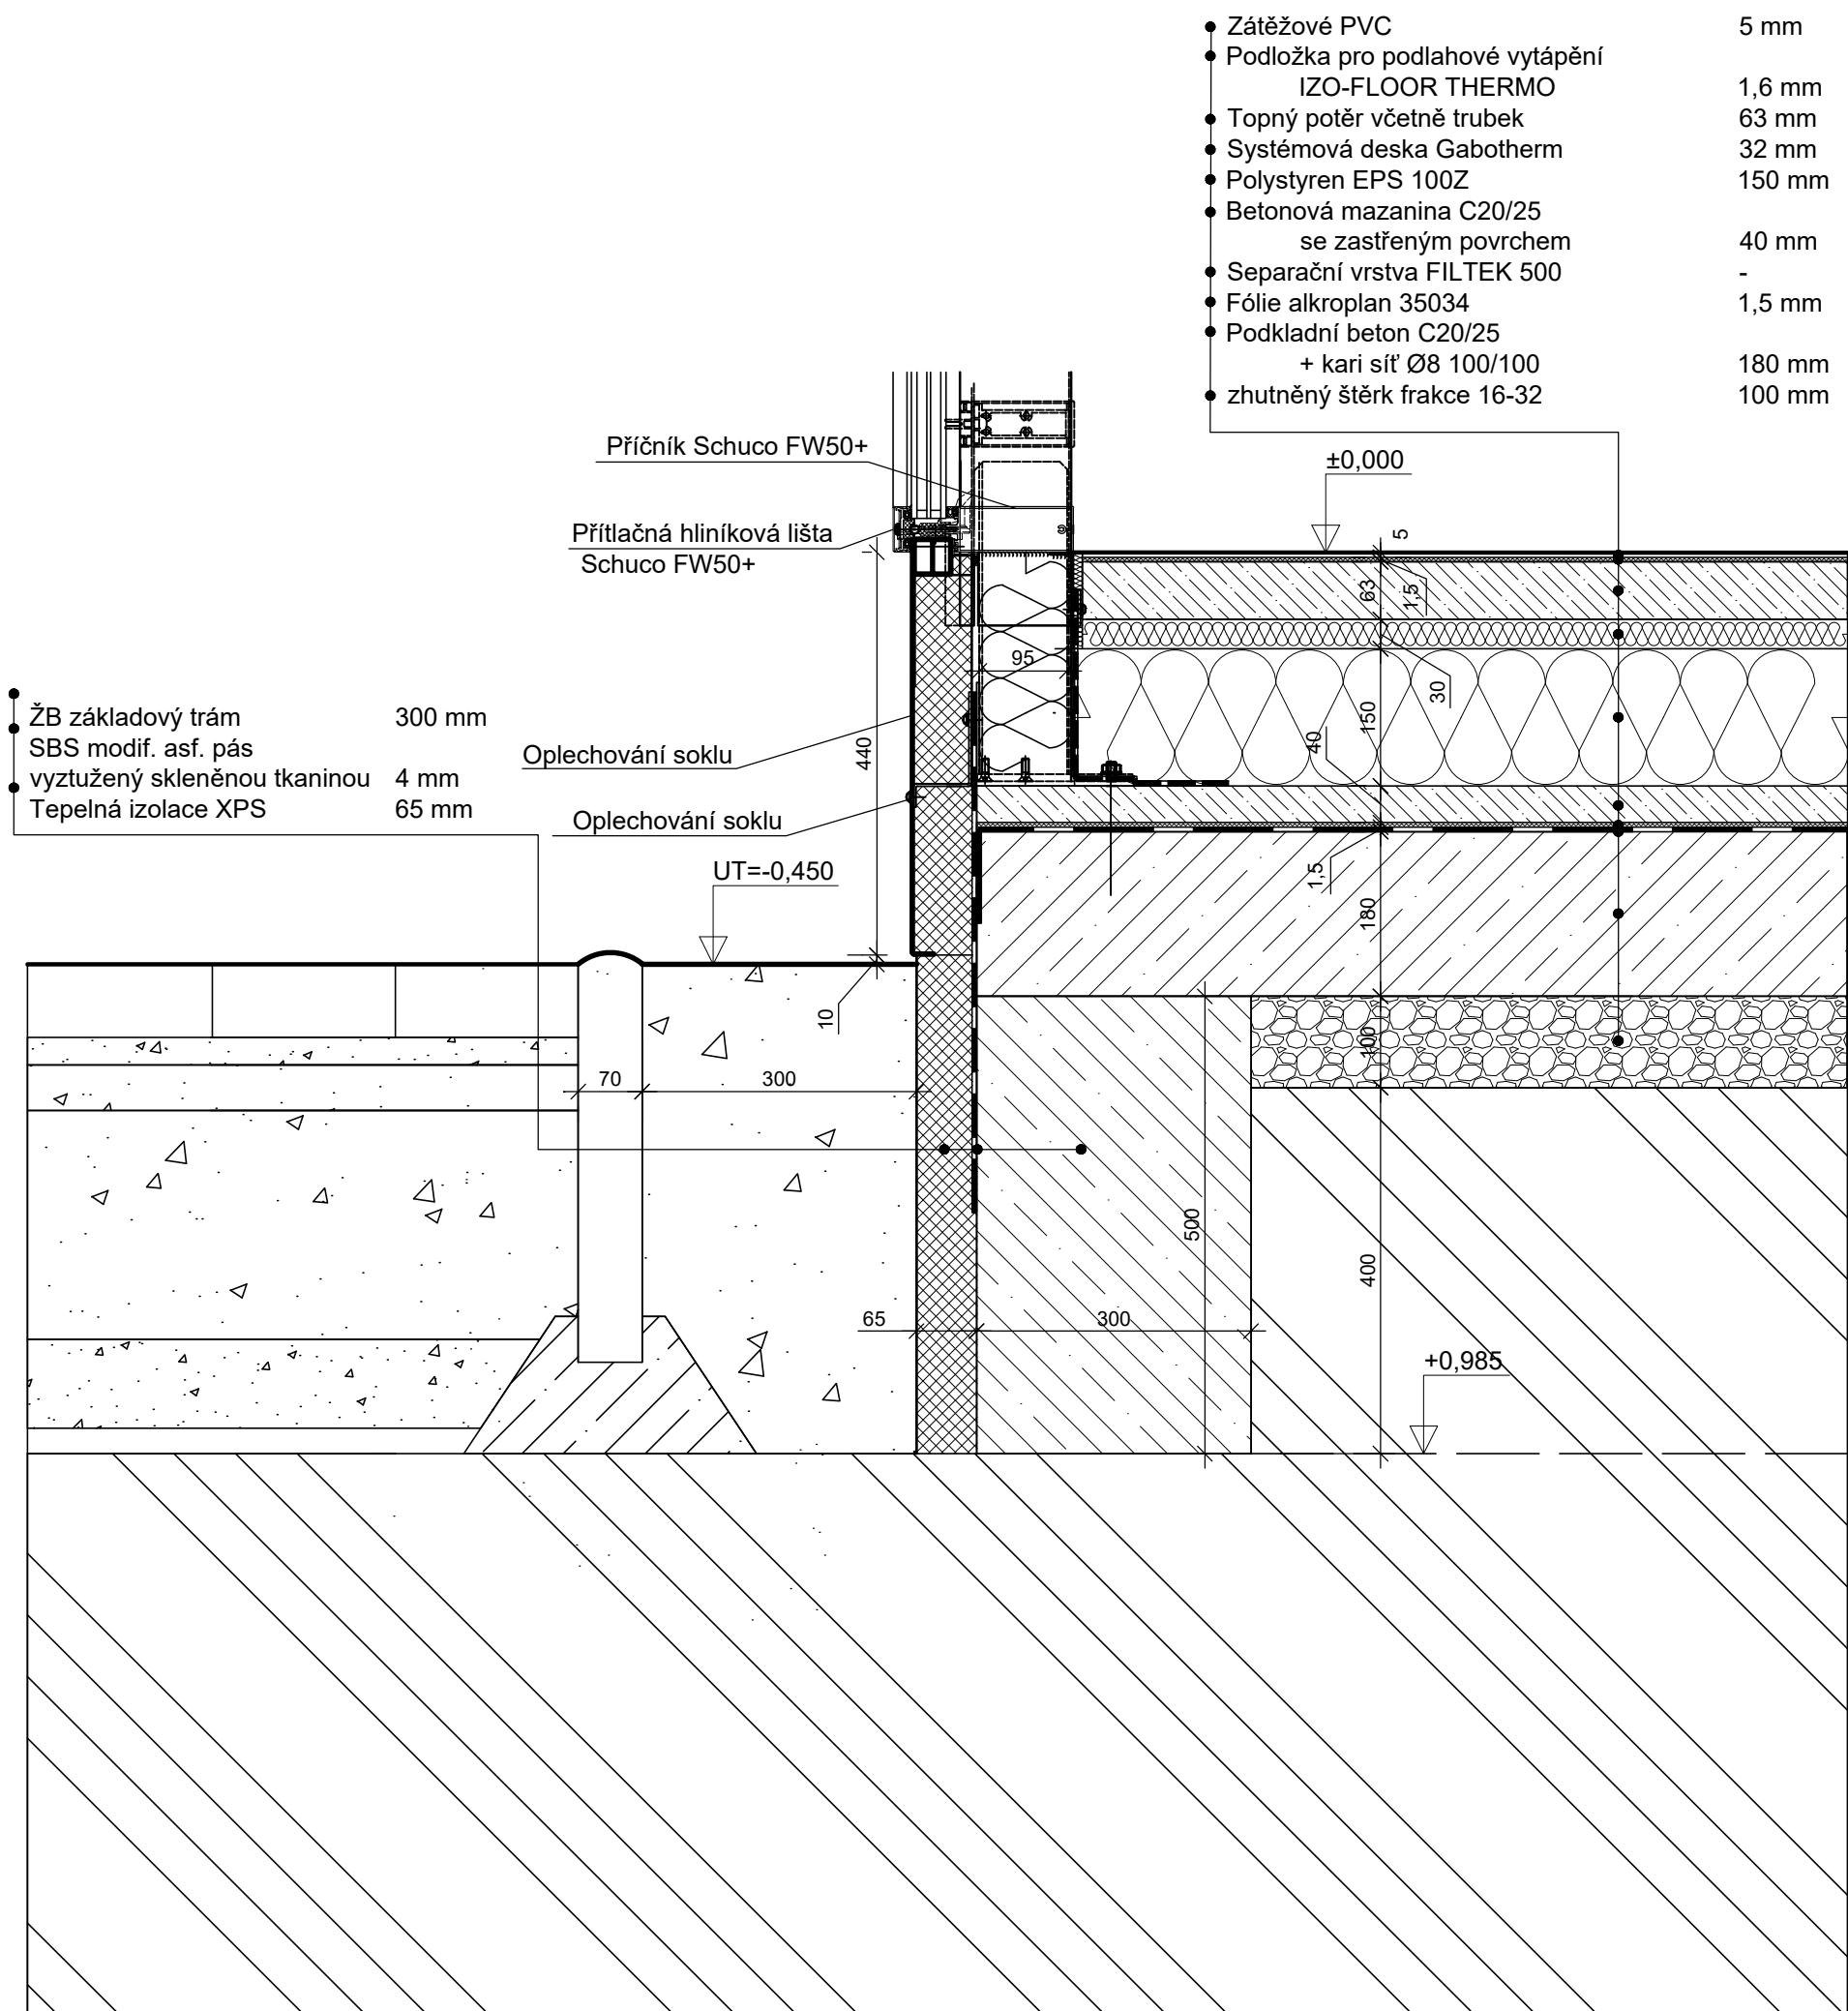 Zátěžové PVC 5 mm
Podložka pro podlahové vytápění
IZO-FLOOR THERMO 1,6 mm
Topný potěr včetně trubek 63 mm
Systémová deska Gabotherm 32 mm
Polystyren EPS 100Z 150 mm
Betonová mazanina C20/25
se zastřeným povrchem 40 mm
Separační vrstva FILTEK 500 -
Fólie alkroplan 35034 1,5 mm
Podkladní beton C20/25
+ kari síť Ø8 100/100 180 mm
zhutněný štěrk frakce 16-32 100 mm
Příčník Schuco FW50+
±0,000
Přítlačná hliníková lišta
Schuco FW50+
5
63
1,5
95
30
150
40
ŽB základový trám 300 mm
SBS modif. asf. pás
vyztužený skleněnou tkaninou 4 mm
Tepelná izolace XPS 65 mm
Oplechování soklu
440
Oplechování soklu
UT=-0,450
1,5
180
10
100
70
300
500
400
65
300
+0,985